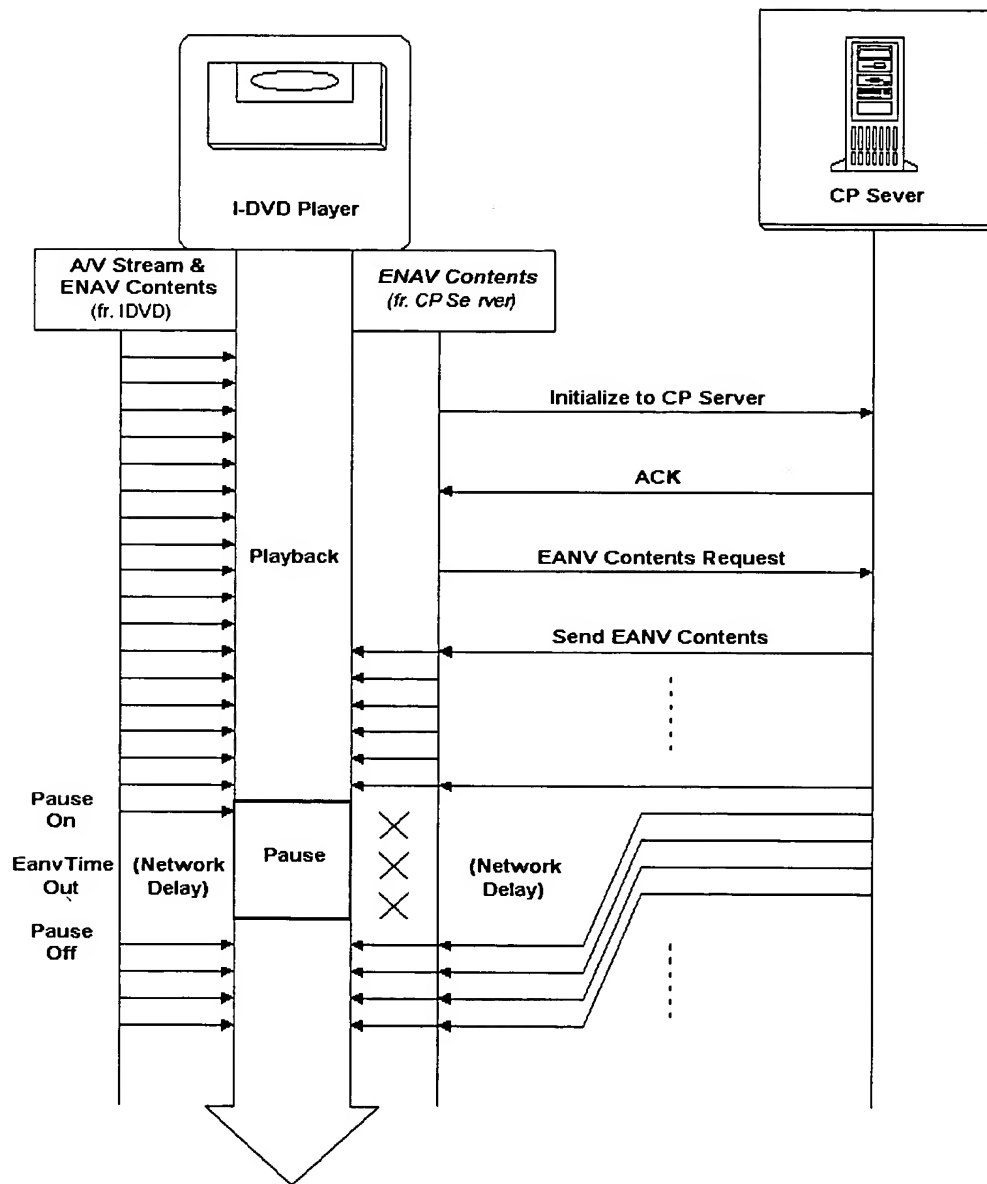 I-DVD Player
CP Sever
A/V Stream &
ENAV Contents
(fr. IDVD)
ENAV Contents
(fr. CP Se rver)
Initialize to CP Server
ACK
Playback
EANV Contents Request
Send EANV Contents
Pause
On
EanvTime
Out
(Network
Delay)
Pause
(Network
Delay)
Pause
Off